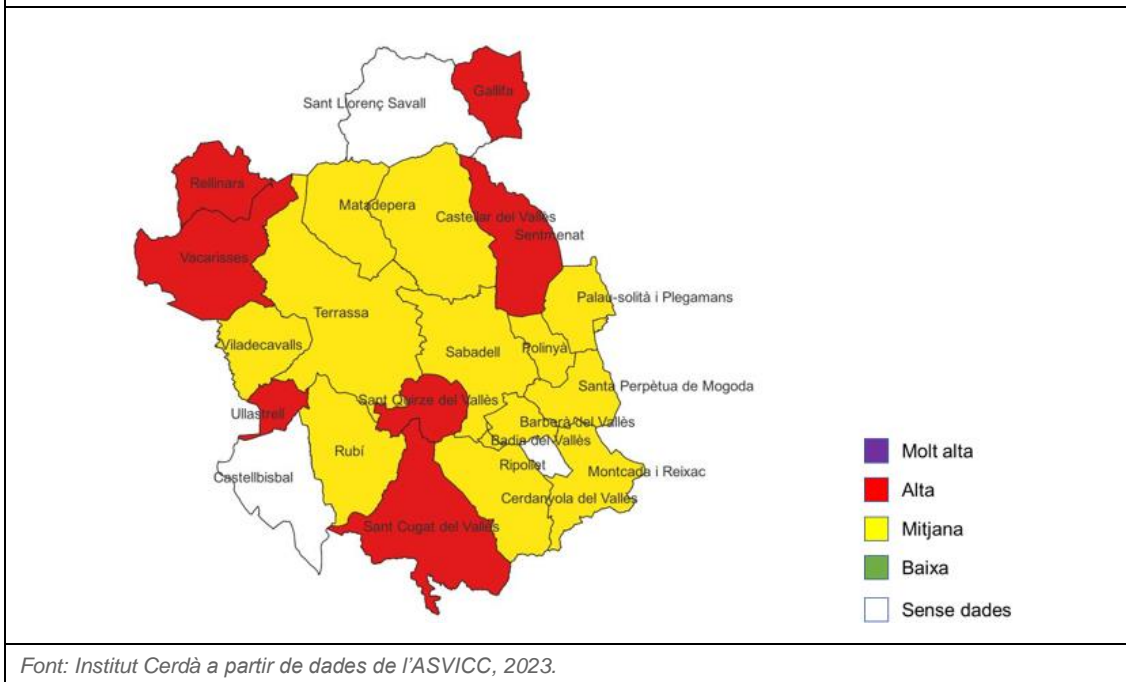 Gallifa
Sant Llorenç Savall
Rellinars
Matadepera
Castellar del Vallès
Sentmenat
Vacarisses
Palau-solità i Plegamans
Terrassa
Viladecavalls
Sabadell
Polinyà
Santa Perpètua de Mogoda
Sant Quirze del Vallès
Ullastrell
Barberà del Vallès
Badia del Vallès
Rubí
Ripollet
Montcada i Reixac
Castellbisbal
Cerdanyola del Vallès
Sant Cugat del Vallès
Molt alta
Alta
Mitjana
Baixa
Sense dades
Font: Institut Cerdà a partir de dades de l'ASVICC, 2023.